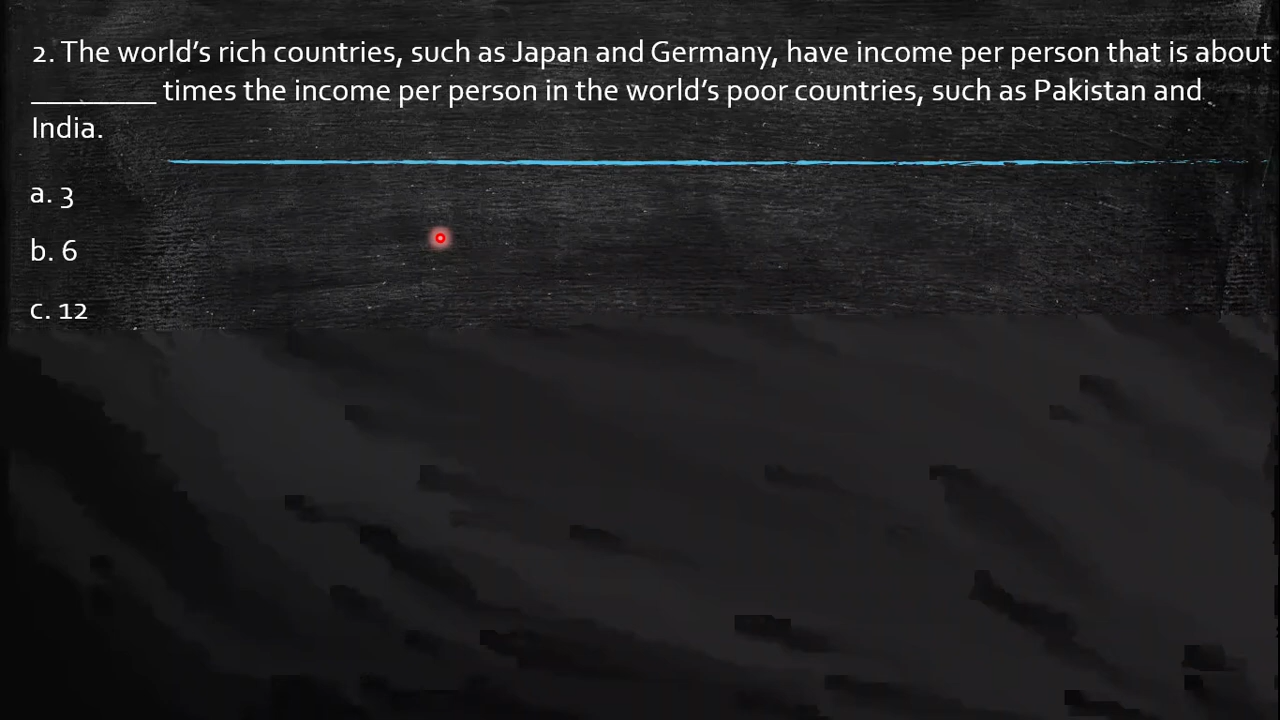 2. The world’s rich countries, such as Japan and Germany, have income per person that is about
_________ times the income per person in the world’s poor countries, such as Pakistan and
India.
a. 3
b. 6
c. 12